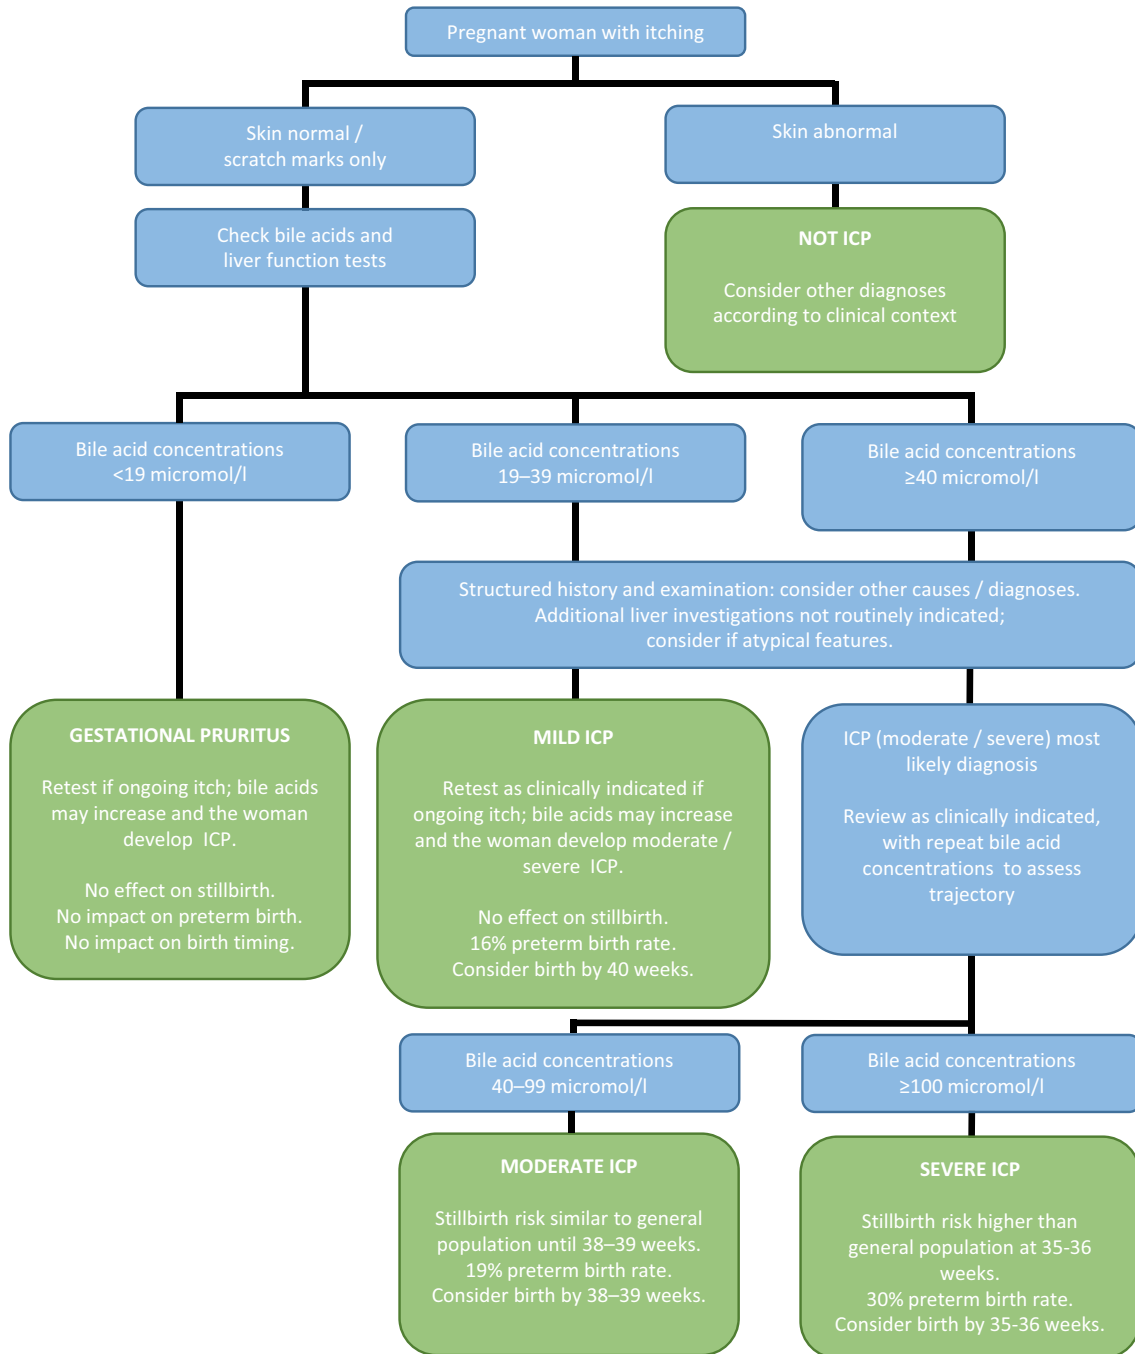 Pregnant woman with itching
Skin normal /
scratch marks only
Skin abnormal
Check bile acids and
liver function tests
NOT ICP
Consider other diagnoses
according to clinical context
Bile acid concentrations
<19 micromol/l
Bile acid concentrations
19–39 micromol/l
Bile acid concentrations
≥40 micromol/l
Structured history and examination: consider other causes / diagnoses.
Additional liver investigations not routinely indicated;
consider if atypical features.
GESTATIONAL PRURITUS
Retest if ongoing itch; bile acids
may increase and the woman
develop ICP.
No effect on stillbirth.
No impact on preterm birth.
No impact on birth timing.
MILD ICP
Retest as clinically indicated if
ongoing itch; bile acids may increase
and the woman develop moderate /
severe ICP.
No effect on stillbirth.
16% preterm birth rate.
Consider birth by 40 weeks.
ICP (moderate / severe) most
likely diagnosis
Review as clinically indicated,
with repeat bile acid
concentrations to assess
trajectory
Bile acid concentrations
40–99 micromol/l
Bile acid concentrations
≥100 micromol/l
MODERATE ICP
Stillbirth risk similar to general
population until 38–39 weeks.
19% preterm birth rate.
Consider birth by 38–39 weeks.
SEVERE ICP
Stillbirth risk higher than
general population at 35-36
weeks.
30% preterm birth rate.
Consider birth by 35-36 weeks.